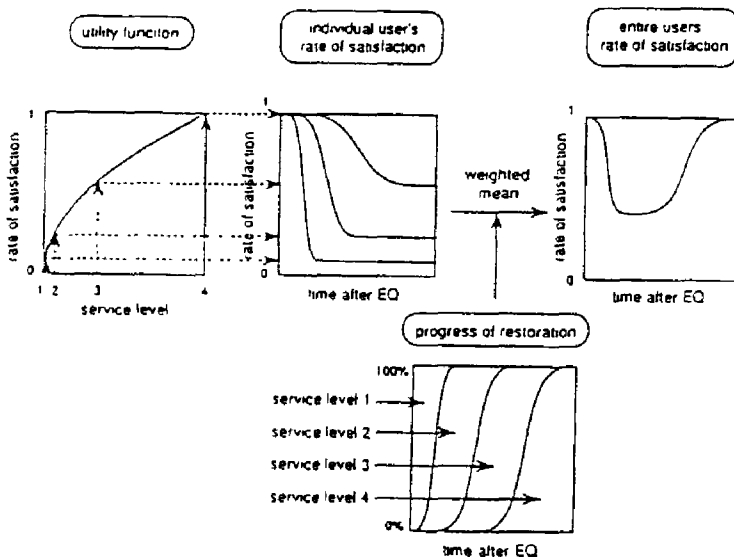 utility function
individual user's
rate of satisfaction
entire users
rate of satisfaction
1
rate of satisfaction
0
1 2 3 4
service level
1
rate of satisfaction
0
time after EQ
weighted
mean
1
rate of satisfaction
0
time after EQ
progress of restoration
100%
service level 1
service level 2
service level 3
service level 4
0%
time after EQ